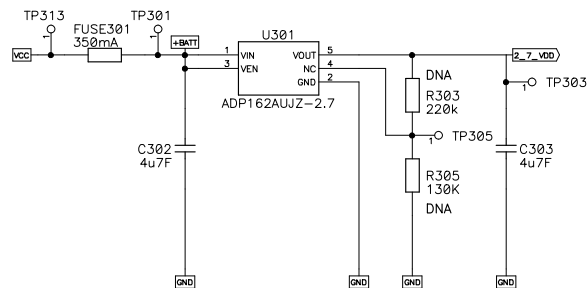 TP313
TP301
FUSE301
350mA
U301
VCC
+BATT
1
1
1
VIN
VOUT
5
2_7_VDD
3
VEN
NC
4
GND
2
ADP162AUJZ-2.7
DNA
R303
220k
1
TP303
1
TP305
C302
4u7F
R305
130K
DNA
C303
4u7F
GND
GND
GND
GND